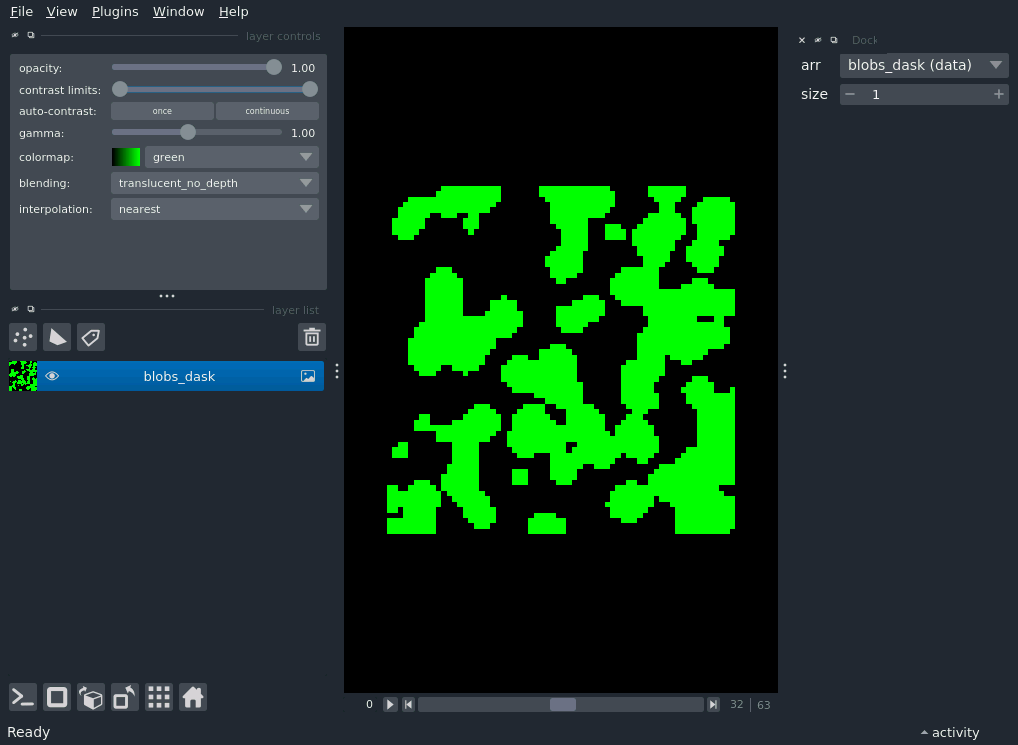 File View Plugins Window Help
layer controls
opacity: 1.00
contrast limits:
auto-contrast: once continuous
gamma: 1.00
colormap: green
blending: translucent_no_depth
interpolation: nearest
layer list
blobs_dask
0 32 63
Dock
arr blobs_dask (data)
size 1
Ready
activity